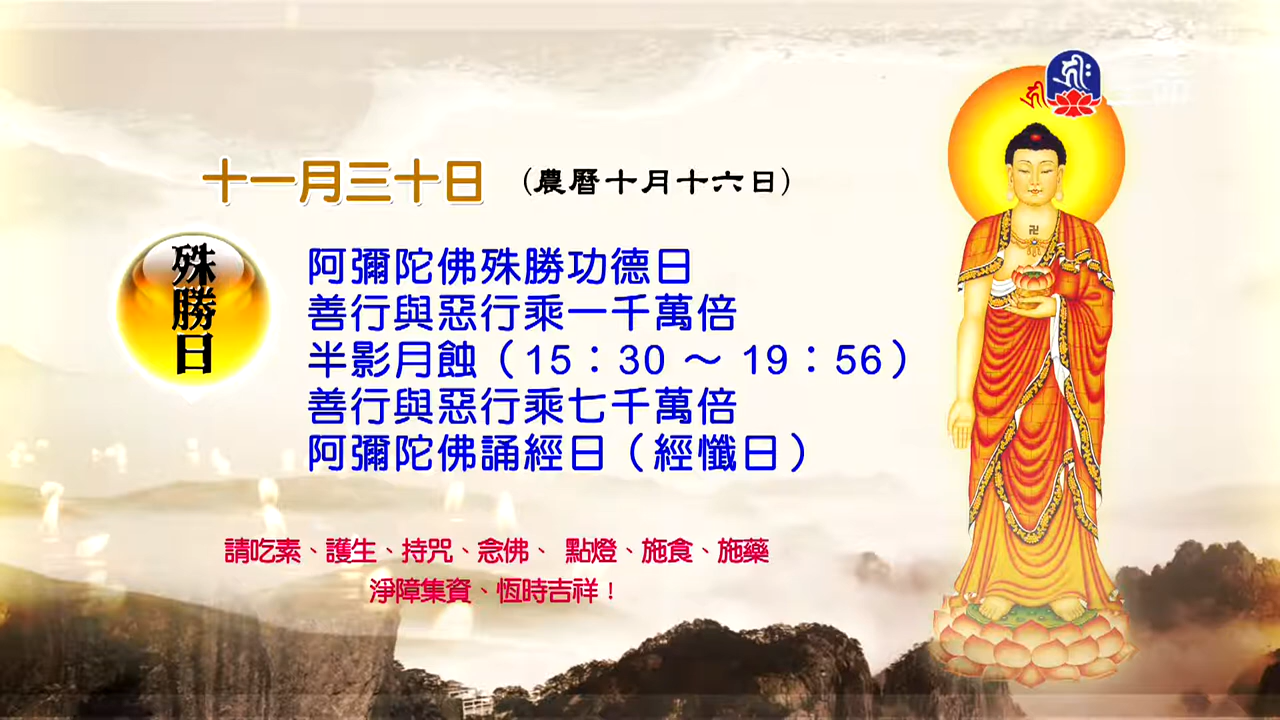 十一月三十日 (農曆十月十六日)
殊勝日
阿彌陀佛殊勝功德日
善行與惡行乘一千萬倍
半影月蝕（15：30 ～ 19：56）
善行與惡行乘七千萬倍
阿彌陀佛誦經日（經懺日）
請吃素、護生、持咒、念佛、 點燈、施食、施藥
淨障集資、恆時吉祥！